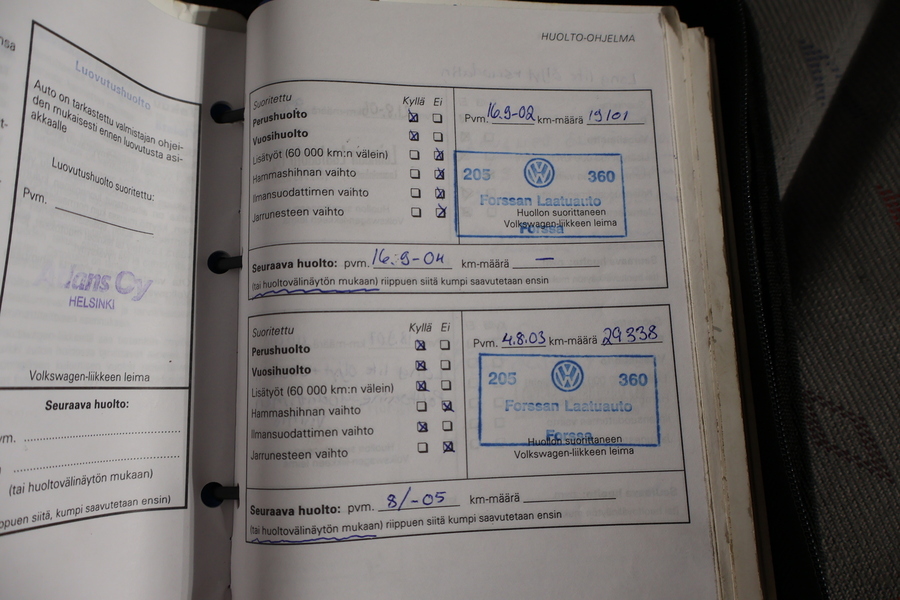 Luovutushuolto
Auto on tarkastettu valmistajan ohjei-
den mukaisesti ennen luovutusta asi-
akkaalle
Luovutushuolto suoritettu:
Pvm.
Oy
HELSINKI
Volkswagen-liikkeen leima
Seuraava huolto:
(tai huoltovälinäytön mukaan)
riippuen siitä, kumpi saavutetaan ensin)
HUOLTO-OHJELMA
Suoritettu Kyllä Ei
Perushuolto
Vuosihuolto
Lisätyöt (60 000 km:n välein)
Hammashihnan vaihto
Ilmansuodattimen vaihto
Jarrunesteen vaihto
Pvm. 16.9-02 km-määrä 19101
205 360
Forssan Laatuauto
Huollon suorittaneen
Volkswagen-liikkeen leima
Forssa
Seuraava huolto: pvm. 16.9-04 km-määrä —
(tai huoltovälinäytön mukaan) riippuen siitä kumpi saavutetaan ensin
Suoritettu Kyllä Ei
Perushuolto
Vuosihuolto
Lisätyöt (60 000 km:n välein)
Hammashihnan vaihto
Ilmansuodattimen vaihto
Jarrunesteen vaihto
Pvm. 4.8.03 km-määrä 29338
205 360
Forssan Laatuauto
Forssa
Huollon suorittaneen
Volkswagen-liikkeen leima
Seuraava huolto: pvm. 8/-05 km-määrä
(tai huoltovälinäytön mukaan) riippuen siitä kumpi saavutetaan ensin